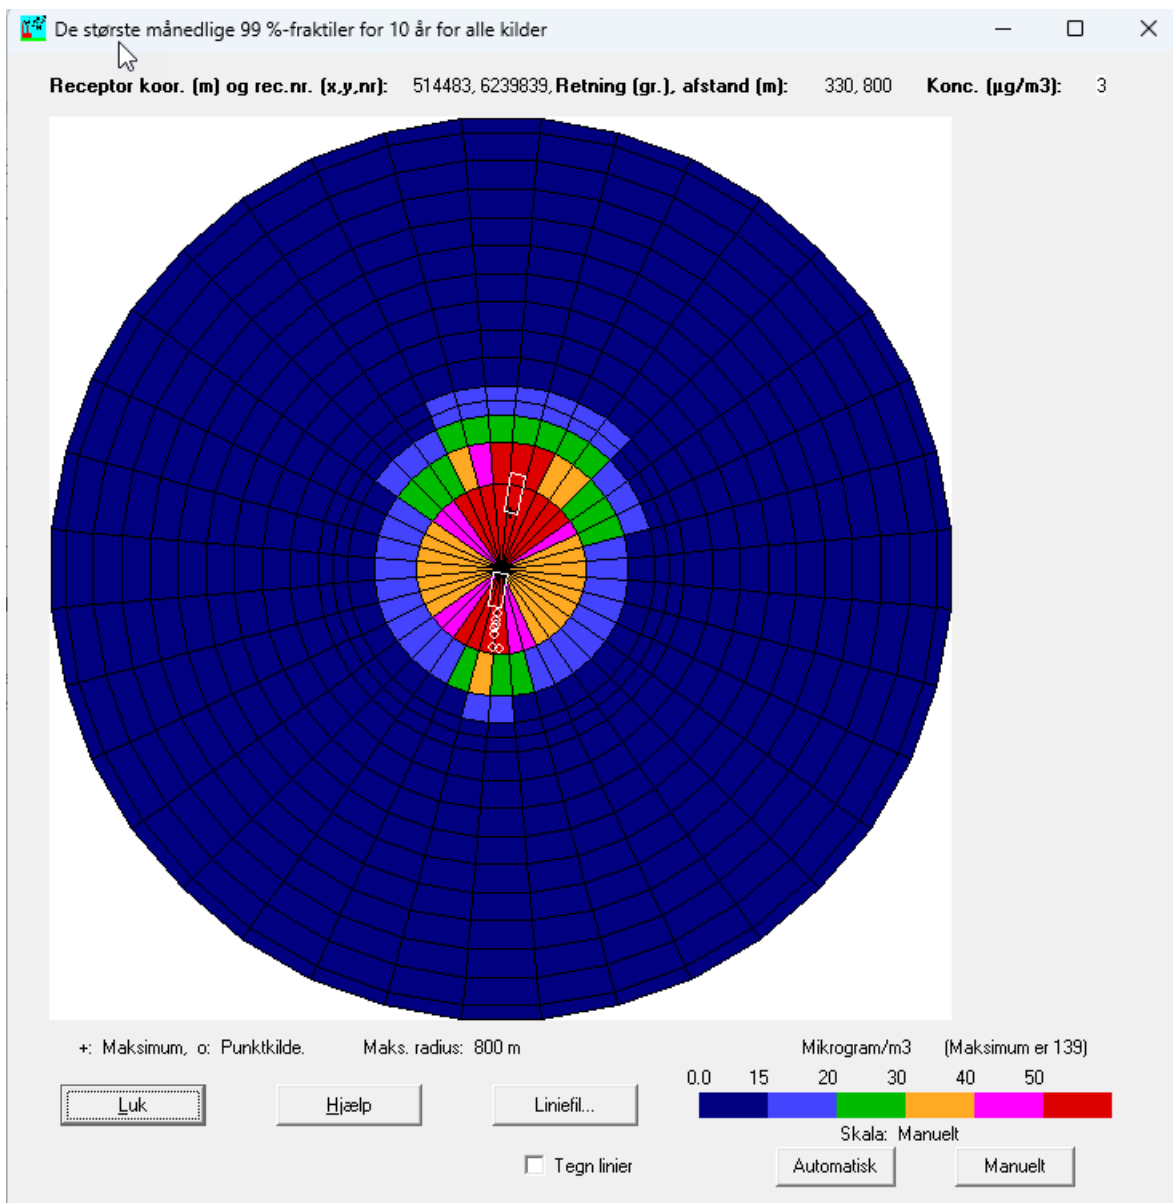 De største månedlige 99 %-fraktiler for 10 år for alle kilder
Receptor koor. (m) og rec.nr. (x,y,nr): 514483, 6239839, Retning (gr.), afstand (m): 330, 800 Konc. (µg/m3): 3
+: Maksimum, o: Punktkilde. Maks. radius: 800 m Mikrogram/m3 (Maksimum er 139)
0.0 15 20 30 40 50
Luk Hjælp Liniefil...
Skala: Manuelt
Tegn linier Automatisk Manuelt